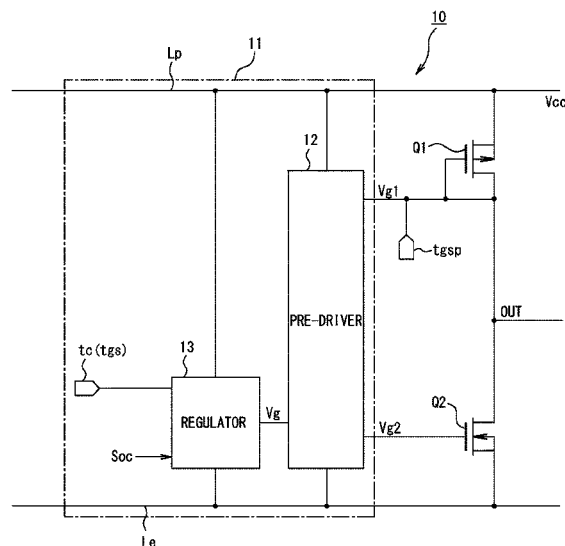 10
11
Lp
Vcc
12
Q1
Vg1
tgsp
PRE-DRIVER
OUT
tc(tgs)
13
REGULATOR
Vg
Soc
Vg2
Q2
Le